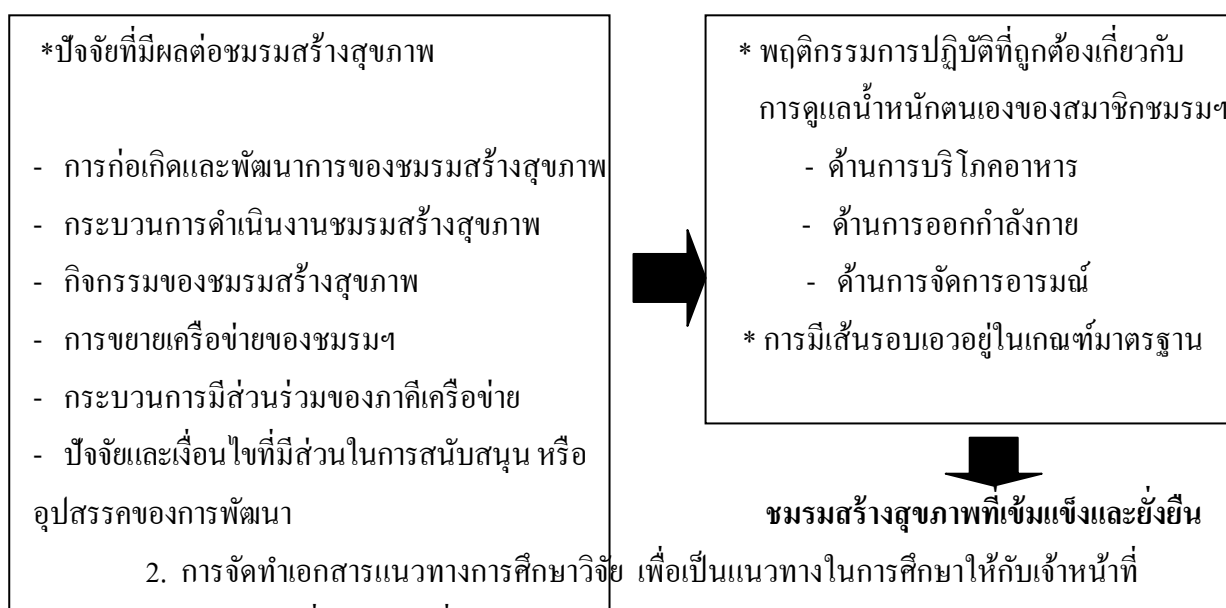 *ปัจจัยที่มีผลต่อชมรมสร้างสุขภาพ
- การก่อเกิดและพัฒนาการของชมรมสร้างสุขภาพ
- กระบวนการดำเนินงานชมรมสร้างสุขภาพ
- กิจกรรมของชมรมสร้างสุขภาพ
- การขยายเครือข่ายของชมรมฯ
- กระบวนการมีส่วนร่วมของภาคีเครือข่าย
- ปัจจัยและเงื่อนไขที่มีส่วนในการสนับสนุน หรือ
อุปสรรคของการพัฒนา
* พฤติกรรมการปฏิบัติที่ถูกต้องเกี่ยวกับ
การดูแลน้ำหนักตนเองของสมาชิกชมรมฯ
- ด้านการบริโภคอาหาร
- ด้านการออกกำลังกาย
- ด้านการจัดการอารมณ์
* การมีเส้นรอบเอวอยู่ในเกณฑ์มาตรฐาน
ชมรมสร้างสุขภาพที่เข้มแข็งและยั่งยืน
2. การจัดทำเอกสารแนวทางการศึกษาวิจัย เพื่อเป็นแนวทางในการศึกษาให้กับเจ้าหน้าที่